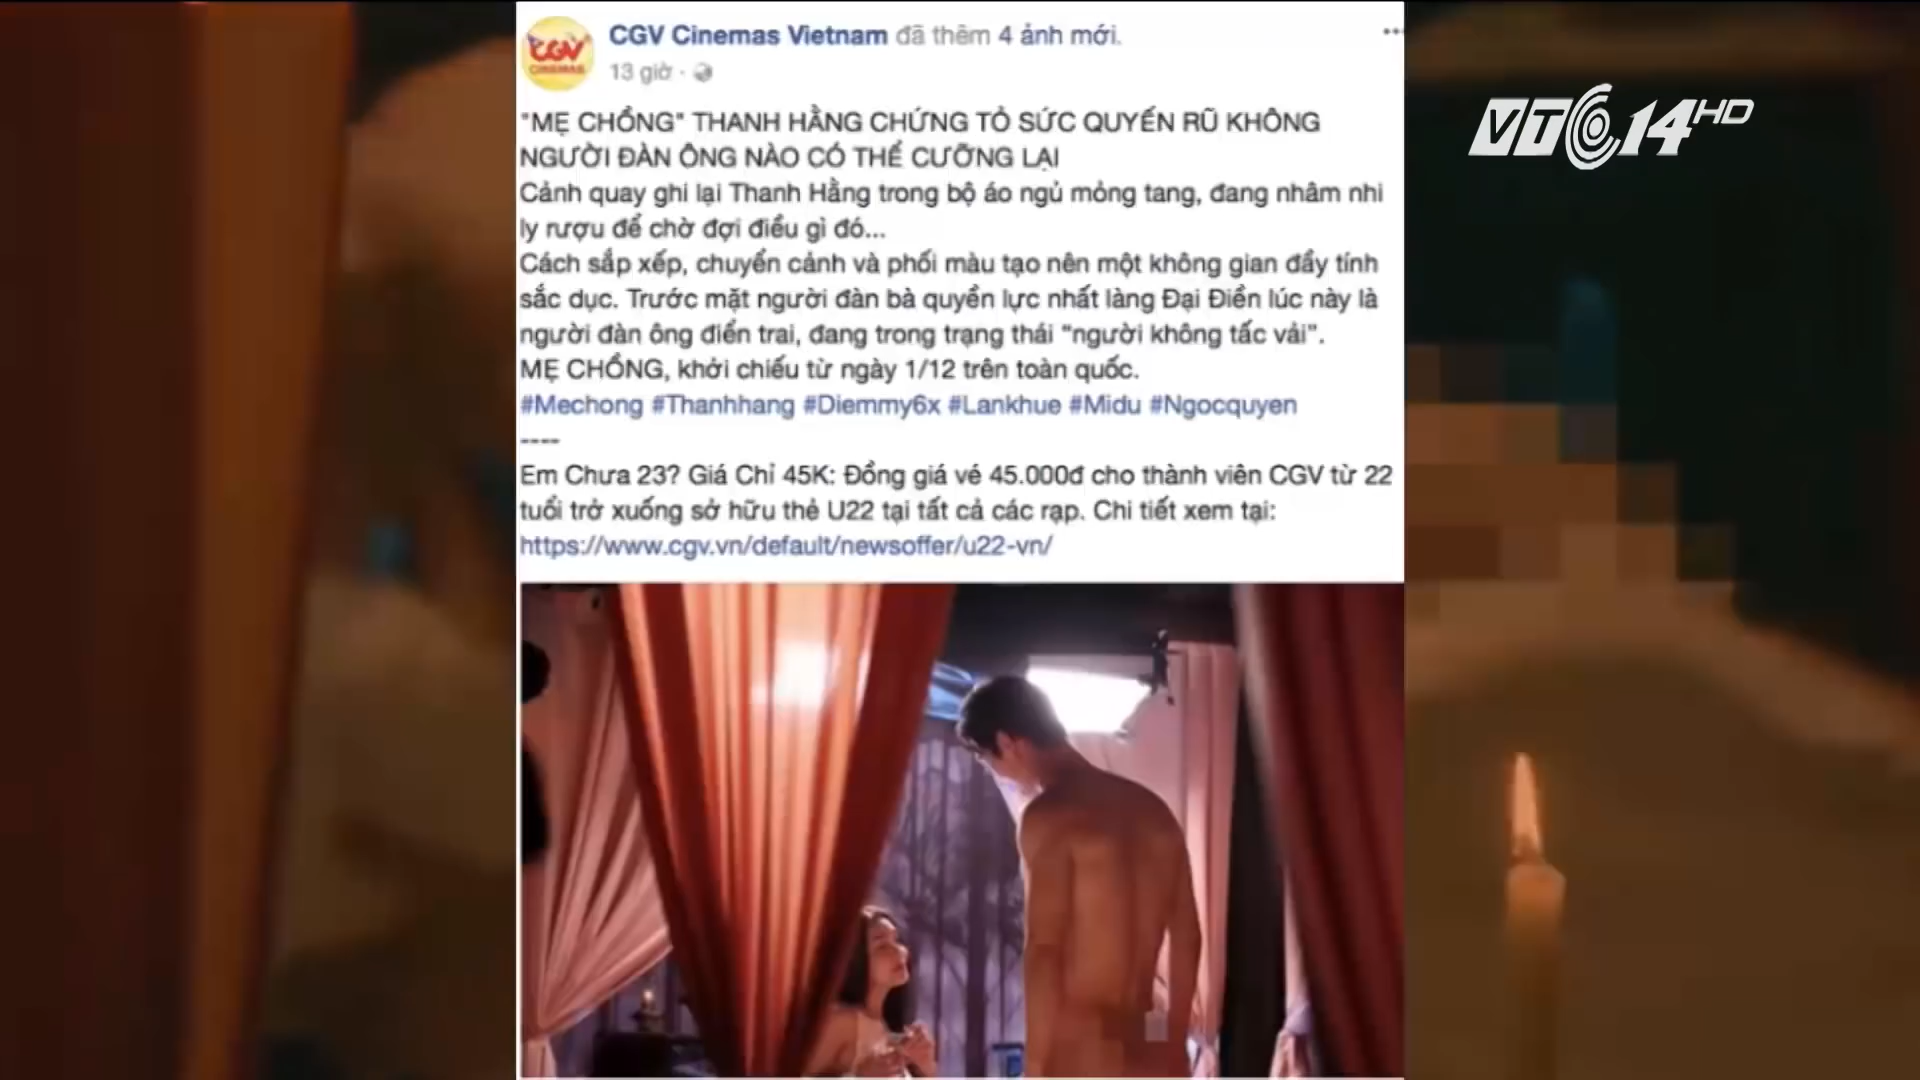 CGV Cinemas Vietnam đã thêm 4 ảnh mới.
CGV
CINEMAS
13 giờ ·
VTC14HD
"MẸ CHỒNG" THANH HẰNG CHỨNG TỎ SỨC QUYẾN RŨ KHÔNG
NGƯỜI ĐÀN ÔNG NÀO CÓ THỂ CƯỠNG LẠI
Cảnh quay ghi lại Thanh Hằng trong bộ áo ngủ mỏng tang, đang nhâm nhi
ly rượu để chờ đợi điều gì đó...
Cách sắp xếp, chuyển cảnh và phối màu tạo nên một không gian đầy tính
sắc dục. Trước mặt người đàn bà quyền lực nhất làng Đại Điền lúc này là
người đàn ông điển trai, đang trong trạng thái "người không tấc vải".
MẸ CHỒNG, khởi chiếu từ ngày 1/12 trên toàn quốc.
#Mechong #Thanhhang #Diemmy6x #Lankhue #Midu #Ngocquyen
----
Em Chưa 23? Giá Chỉ 45K: Đồng giá vé 45.000đ cho thành viên CGV từ 22
tuổi trở xuống sở hữu thẻ U22 tại tất cả các rạp. Chi tiết xem tại:
https://www.cgv.vn/default/newsoffer/u22-vn/